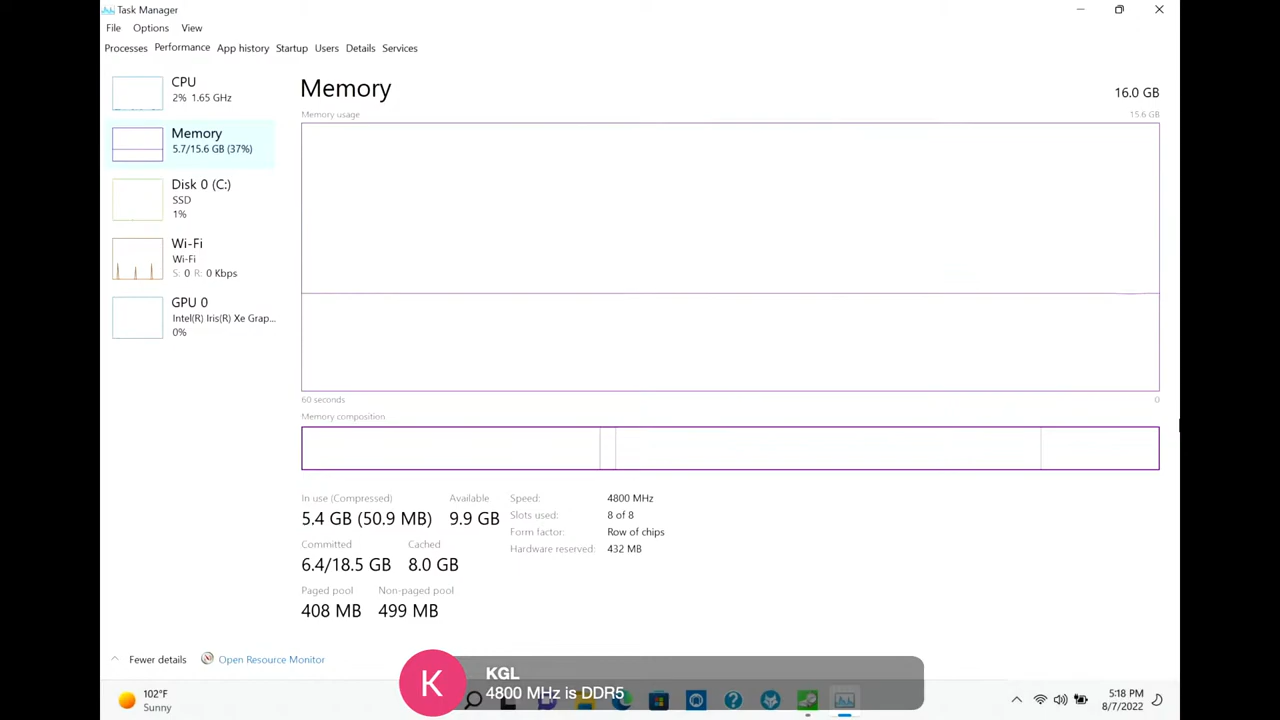 Task Manager
File Options View
Processes Performance App history Startup Users Details Services
CPU
2% 1.65 GHz
Memory
5.7/15.6 GB (37%)
Disk 0 (C:)
SSD
1%
Wi-Fi
Wi-Fi
S: 0 R: 0 Kbps
GPU 0
Intel(R) Iris(R) Xe Grap...
0%
Memory 16.0 GB
Memory usage 15.6 GB
60 seconds 0
Memory composition
In use (Compressed) Available
5.4 GB (50.9 MB) 9.9 GB
Committed Cached
6.4/18.5 GB 8.0 GB
Paged pool Non-paged pool
408 MB 499 MB
Speed: 4800 MHz
Slots used: 8 of 8
Form factor: Row of chips
Hardware reserved: 432 MB
Fewer details Open Resource Monitor
K
KGL
4800 MHz is DDR5
102°F
Sunny
5:18 PM
8/7/2022